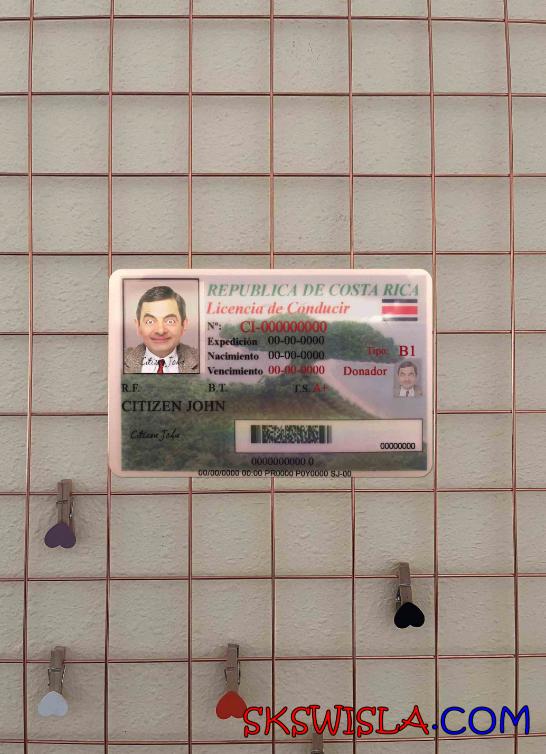 REPUBLICA DE COSTA RICA
Licencia de Conducir
Nº: CI-000000000
Expedición 00-00-0000
Nacimiento 00-00-0000
Vencimiento 00-00-0000
Tipo: B1
Donador
Citizen John
R.F. B.T. T.S. A+
CITIZEN JOHN
Citizen John
00000000
0000000000 0
00/00/0000 00:00 PR0000 P0Y0000 SJ-00
SKSWISLA.COM